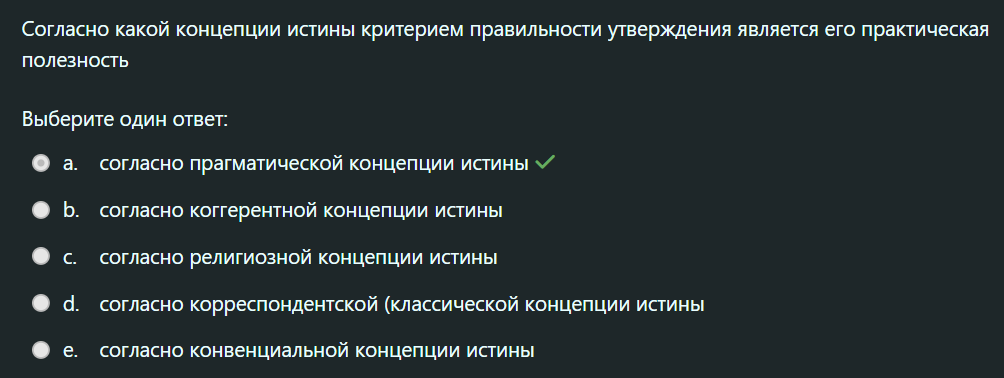 Согласно какой концепции истины критерием правильности утверждения является его практическая
полезность
Выберите один ответ:
a. согласно прагматической концепции истины
b. согласно коггерентной концепции истины
c. согласно религиозной концепции истины
d. согласно корреспондентской (классической концепции истины
e. согласно конвенциальной концепции истины